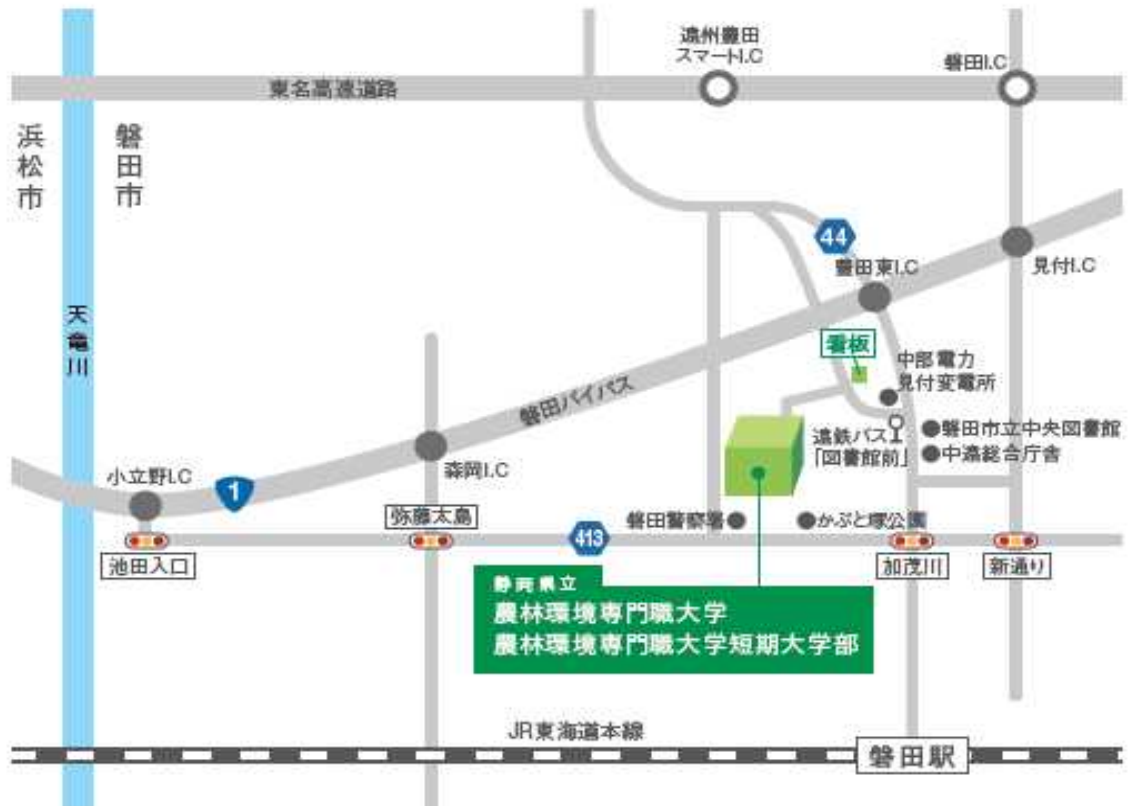 遠州豊田
スマートI.C
磐田I.C
東名高速道路
浜松市
磐田市
44
豊田東I.C
見付I.C
天竜川
看板
中部電力
見付変電所
磐田バイパス
遠鉄バス
「図書館前」
●磐田市立中央図書館
●中遠総合庁舎
小立野I.C
1
森岡I.C
弥藤太島
413
磐田警察署●
●かぶと塚公園
池田入口
加茂川
新通り
静岡県立
農林環境専門職大学
農林環境専門職大学短期大学部
JR東海道本線
磐田駅